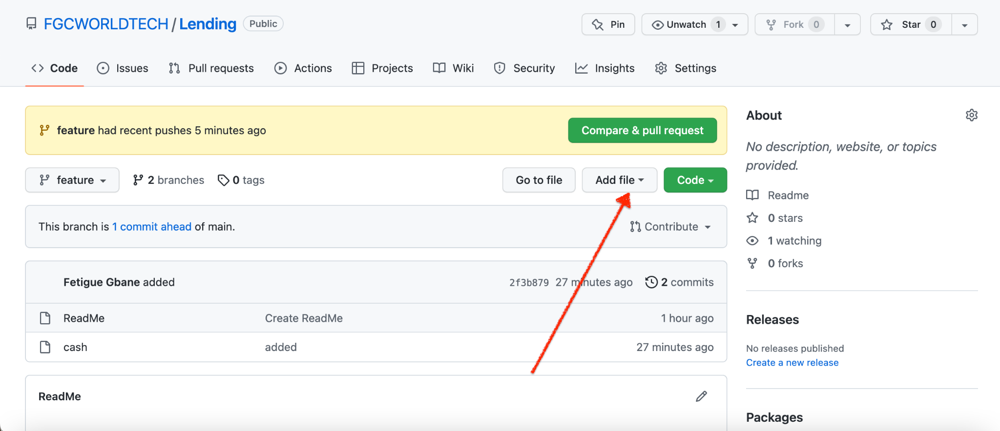 FGCWORLDTECH / Lending Public
Pin
Unwatch 1
Fork 0
Star 0
Code
Issues
Pull requests
Actions
Projects
Wiki
Security
Insights
Settings
feature had recent pushes 5 minutes ago
Compare & pull request
feature
2 branches
0 tags
Go to file
Add file
Code
This branch is 1 commit ahead of main.
Contribute
Fetigue Gbane added
2f3b879 27 minutes ago
2 commits
ReadMe Create ReadMe 1 hour ago
cash added 27 minutes ago
ReadMe
About
No description, website, or topics
provided.
Readme
0 stars
1 watching
0 forks
Releases
No releases published
Create a new release
Packages